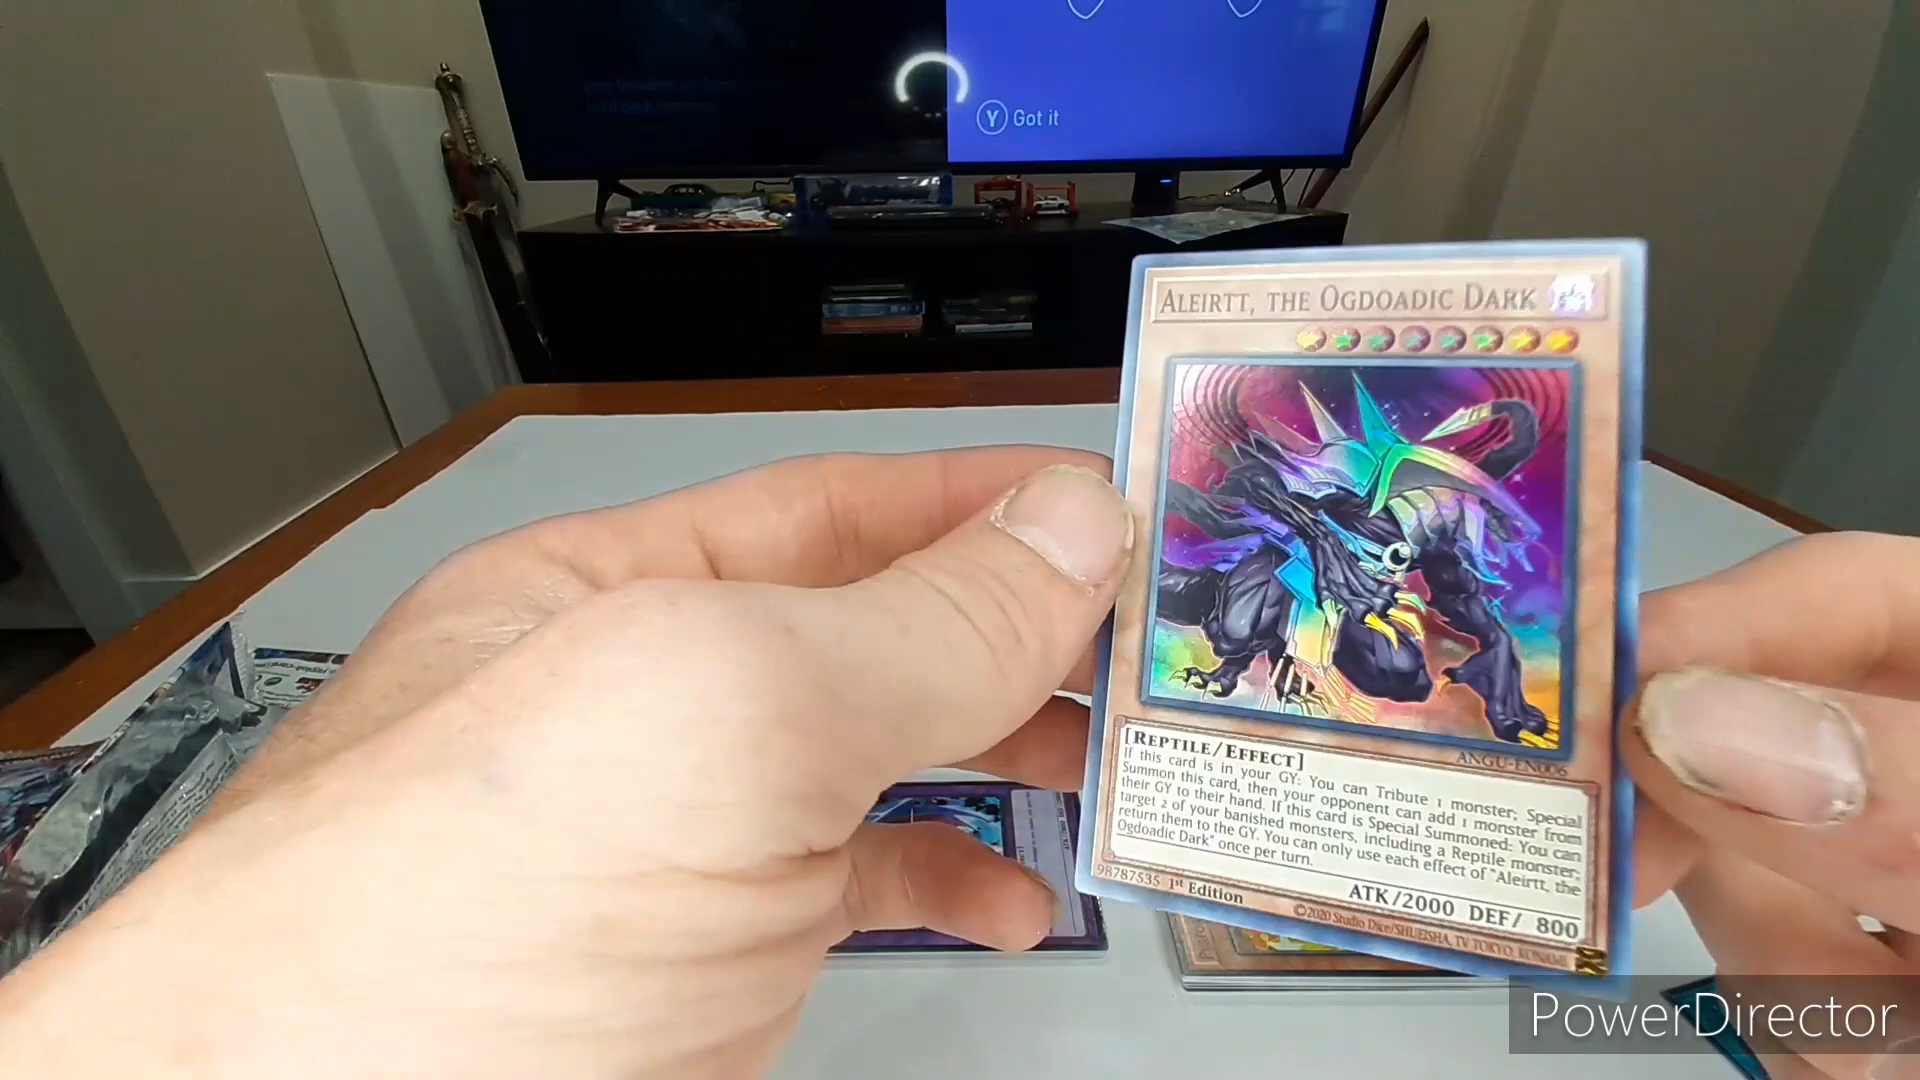 Y Got it
ALEIRTT, THE OGDOADIC DARK
ANGU-EN006
[REPTILE/EFFECT]
If this card is in your GY: You can Tribute 1 monster; Special
Summon this card, then your opponent can add 1 monster from
their GY to their hand. If this card is Special Summoned: You can
target 2 of your banished monsters, including a Reptile monster;
return them to the GY. You can only use each effect of "Aleirtt, the
Ogdoadic Dark" once per turn.
ATK/2000 DEF/ 800
98787535 1st Edition
©2020 Studio Dice/SHUEISHA, TV TOKYO, KONAMI
PowerDirector